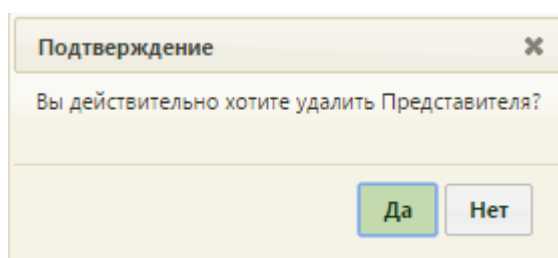 Подтверждение
Вы действительно хотите удалить Представителя?
Да Нет